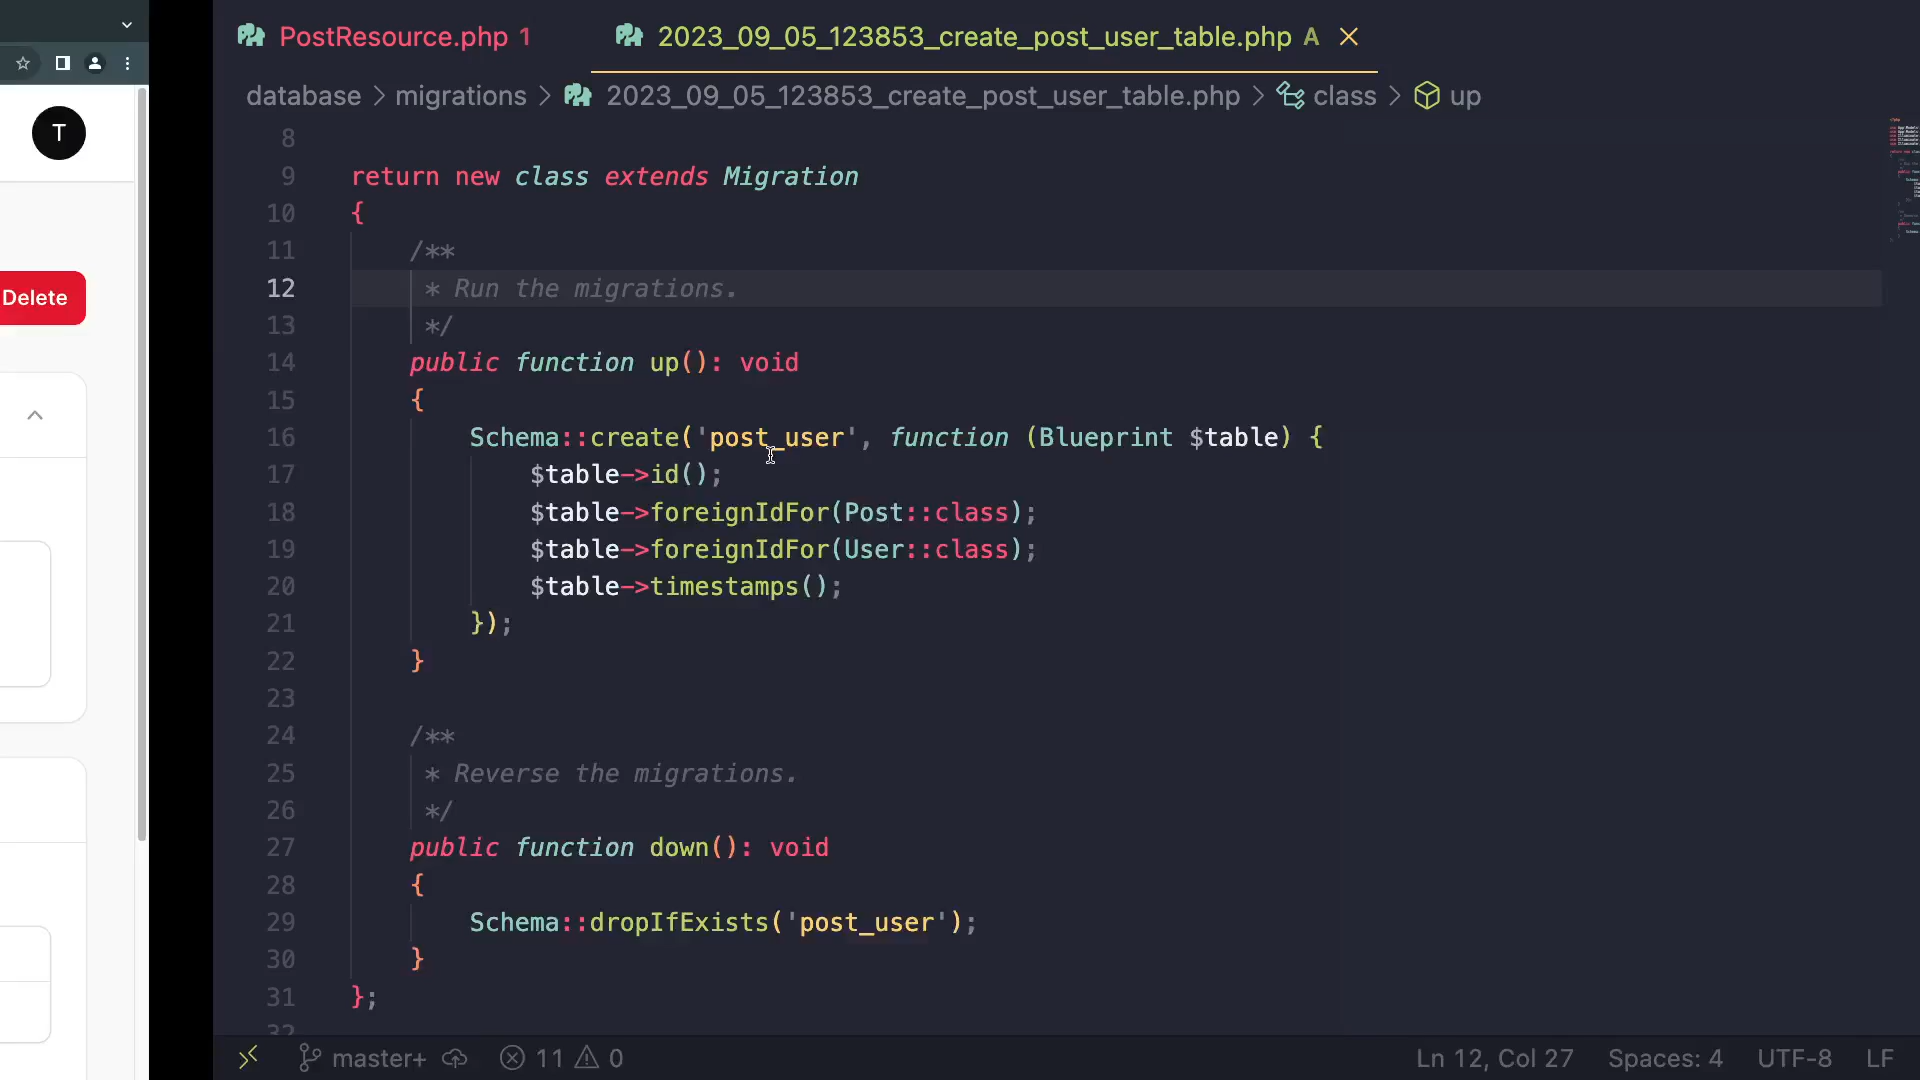 T
Delete
PostResource.php 1
2023_09_05_123853_create_post_user_table.php A
database > migrations > 2023_09_05_123853_create_post_user_table.php > class > up
8
9 return new class extends Migration
10 {
11 /**
12 * Run the migrations.
13 */
14 public function up(): void
15 {
16 Schema::create('post_user', function (Blueprint $table) {
17 $table->id();
18 $table->foreignIdFor(Post::class);
19 $table->foreignIdFor(User::class);
20 $table->timestamps();
21 });
22 }
23
24 /**
25 * Reverse the migrations.
26 */
27 public function down(): void
28 {
29 Schema::dropIfExists('post_user');
30 }
31 };
32
master+ 11 0 Ln 12, Col 27 Spaces: 4 UTF-8 LF